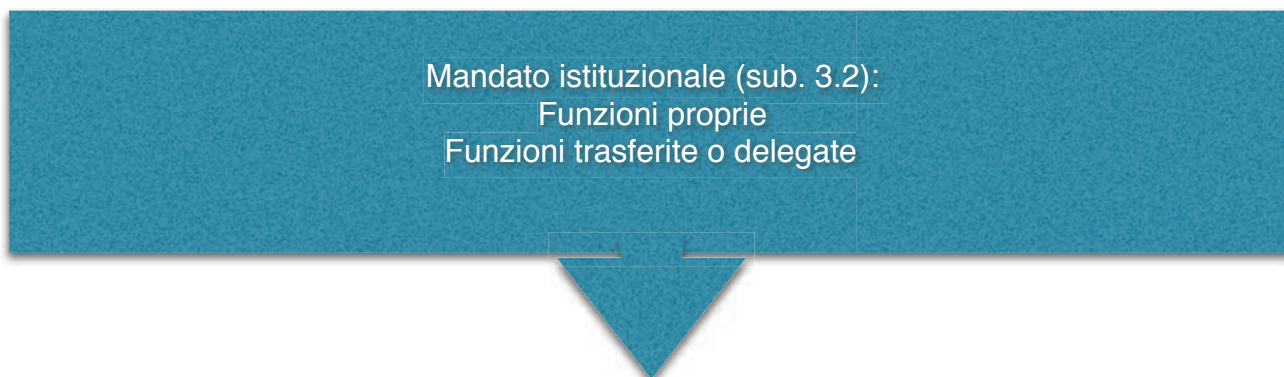 Mandato istituzionale (sub. 3.2):
Funzioni proprie
Funzioni trasferite o delegate